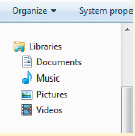 Organize System prope
Libraries
Documents
Music
Pictures
Videos